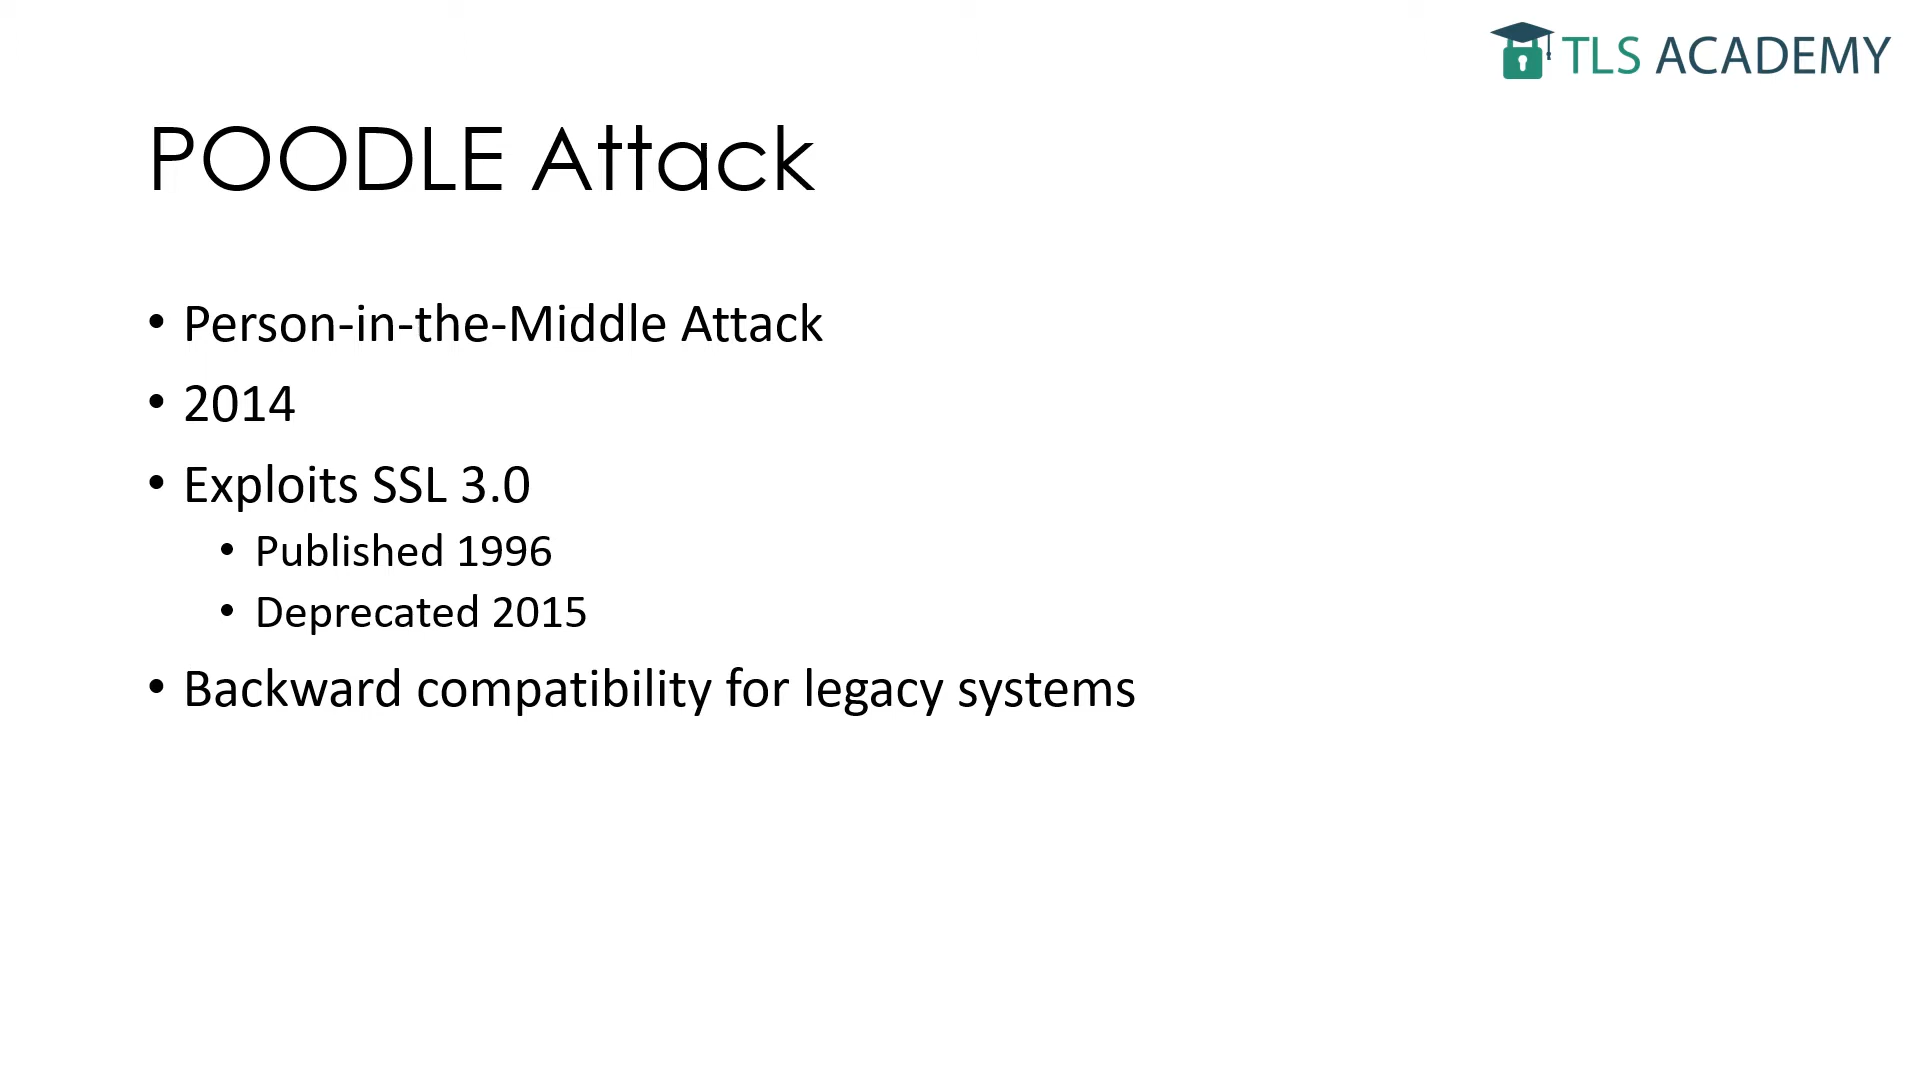 TLS ACADEMY
POODLE Attack
• Person-in-the-Middle Attack
• 2014
• Exploits SSL 3.0
• Published 1996
• Deprecated 2015
• Backward compatibility for legacy systems